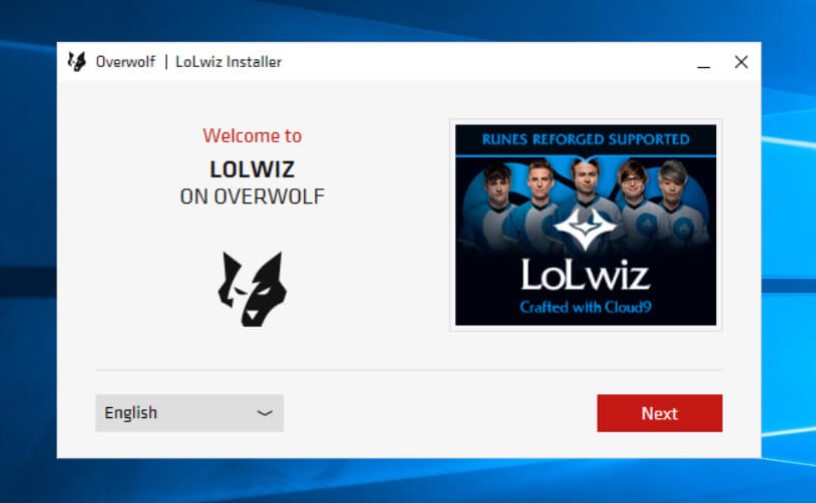 Overwolf | LoLwiz Installer
Welcome to
LOLWIZ
ON OVERWOLF
RUNES REFORGED SUPPORTED
LoLwiz
Crafted with Cloud9
English
Next